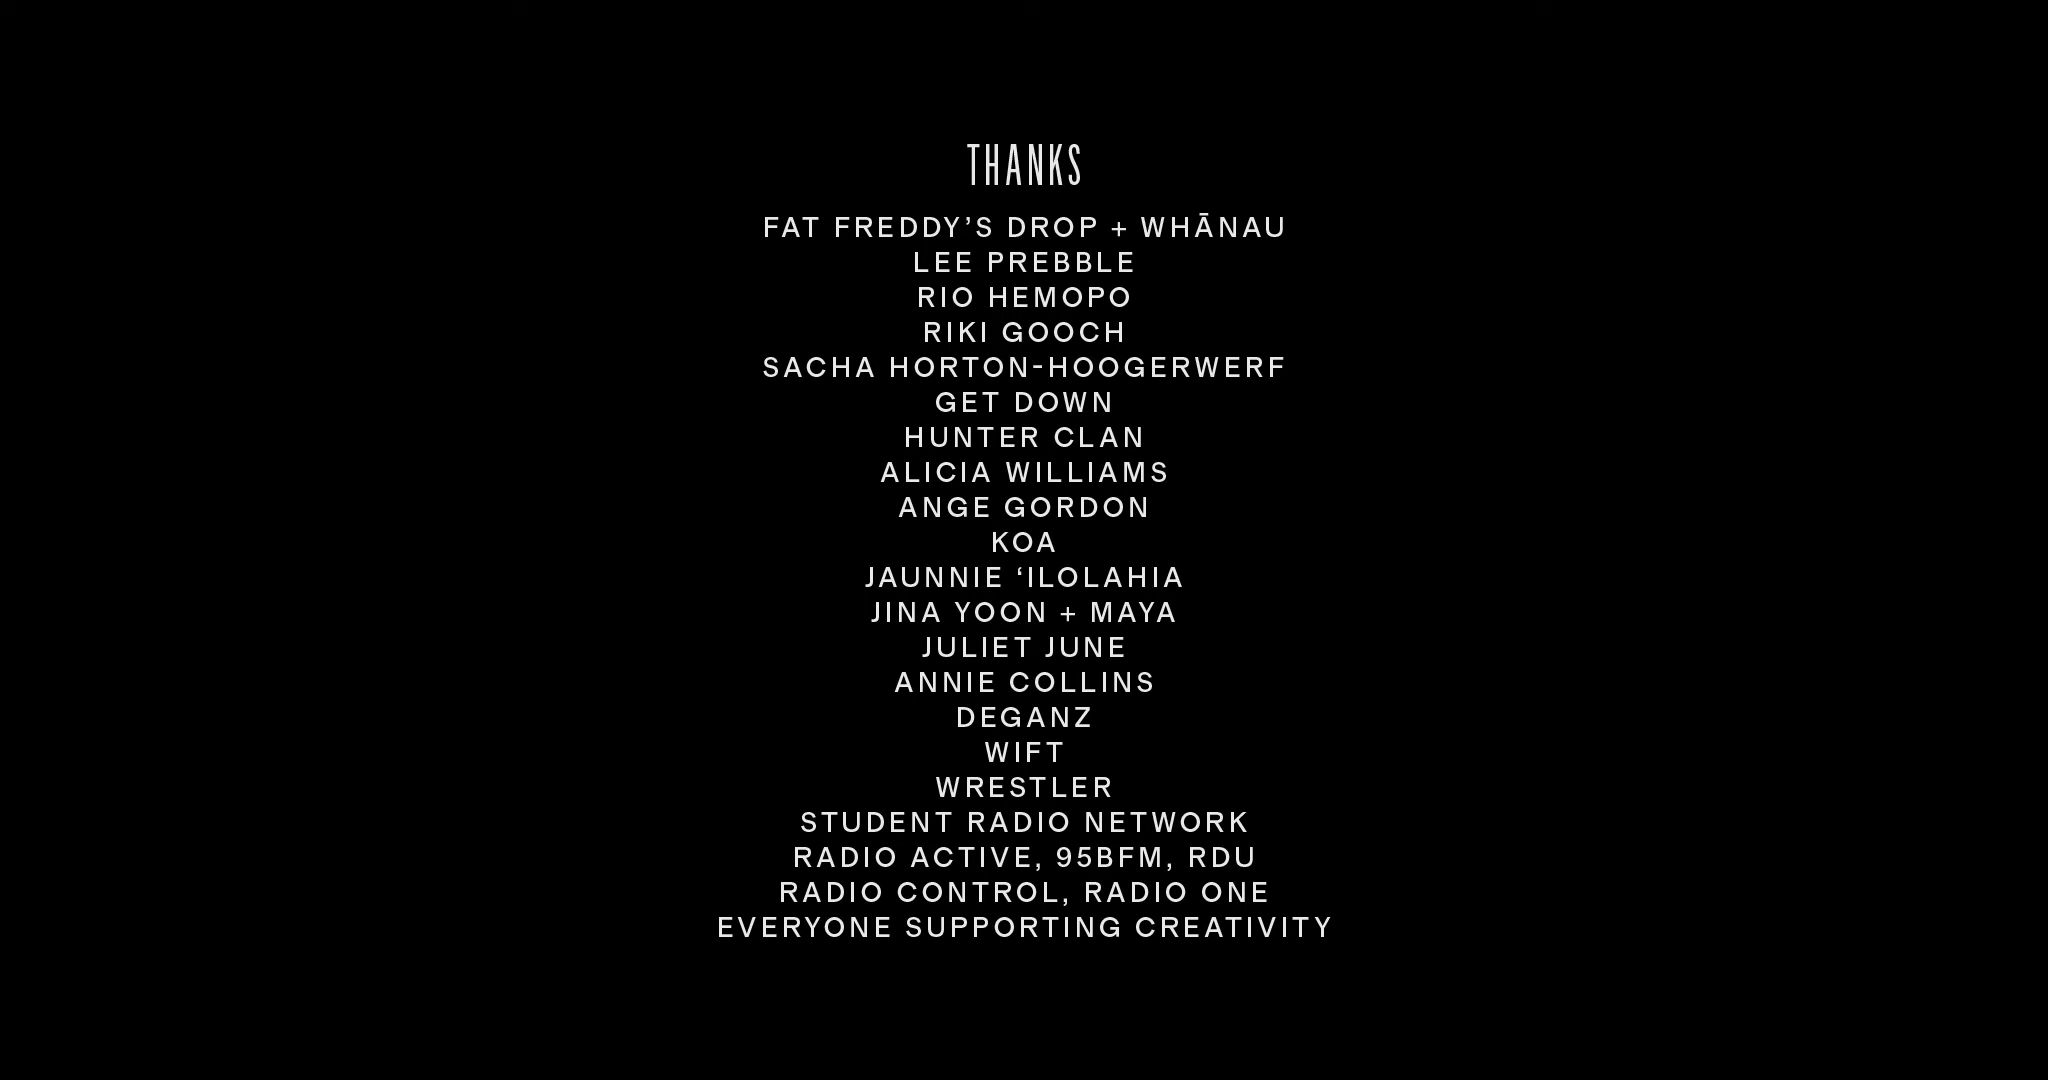 THANKS
FAT FREDDY’S DROP + WHĀNAU
LEE PREBBLE
RIO HEMOPO
RIKI GOOCH
SACHA HORTON-HOOGERWERF
GET DOWN
HUNTER CLAN
ALICIA WILLIAMS
ANGE GORDON
KOA
JAUNNIE ‘ILOLAHIA
JINA YOON + MAYA
JULIET JUNE
ANNIE COLLINS
DEGANZ
WIFT
WRESTLER
STUDENT RADIO NETWORK
RADIO ACTIVE, 95BFM, RDU
RADIO CONTROL, RADIO ONE
EVERYONE SUPPORTING CREATIVITY